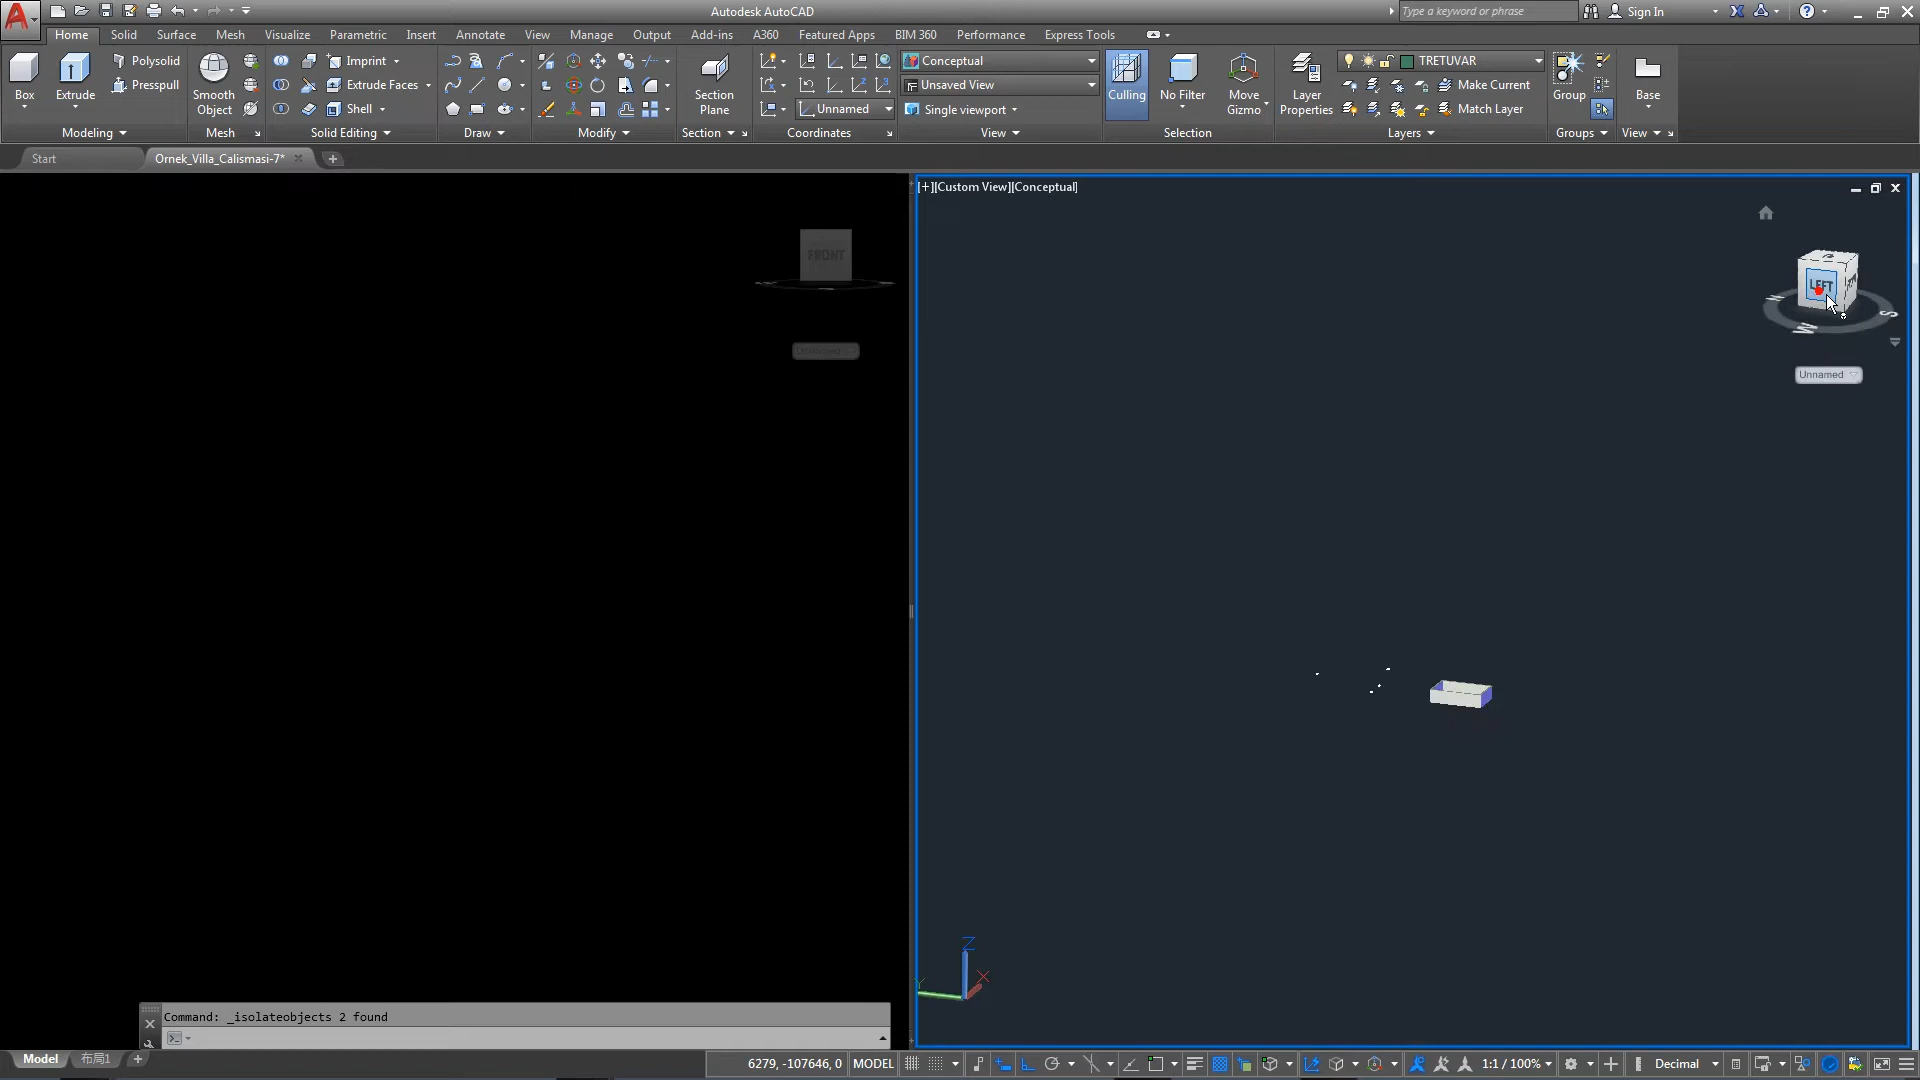 Autodesk AutoCAD
Type a keyword or phrase
Sign In
Home
Solid
Surface
Mesh
Visualize
Parametric
Insert
Annotate
View
Manage
Output
Add-ins
A360
Featured Apps
BIM 360
Performance
Express Tools
Box
Extrude
Polysolid
Presspull
Smooth Object
Imprint
Extrude Faces
Shell
Section Plane
Unnamed
Conceptual
Unsaved View
Single viewport
Culling
No Filter
Move Gizmo
Layer Properties
TRETUVAR
Make Current
Match Layer
Group
Base
Modeling
Mesh
Solid Editing
Draw
Modify
Section
Coordinates
View
Selection
Layers
Groups
View
Start
Ornek_Villa_Calismasi-7*
[+][Custom View][Conceptual]
FRONT
LEFT
W
S
Unnamed
Z
X
Command: _isolateobjects 2 found
Model
布局1
6279, -107646, 0
MODEL
1:1 / 100%
Decimal